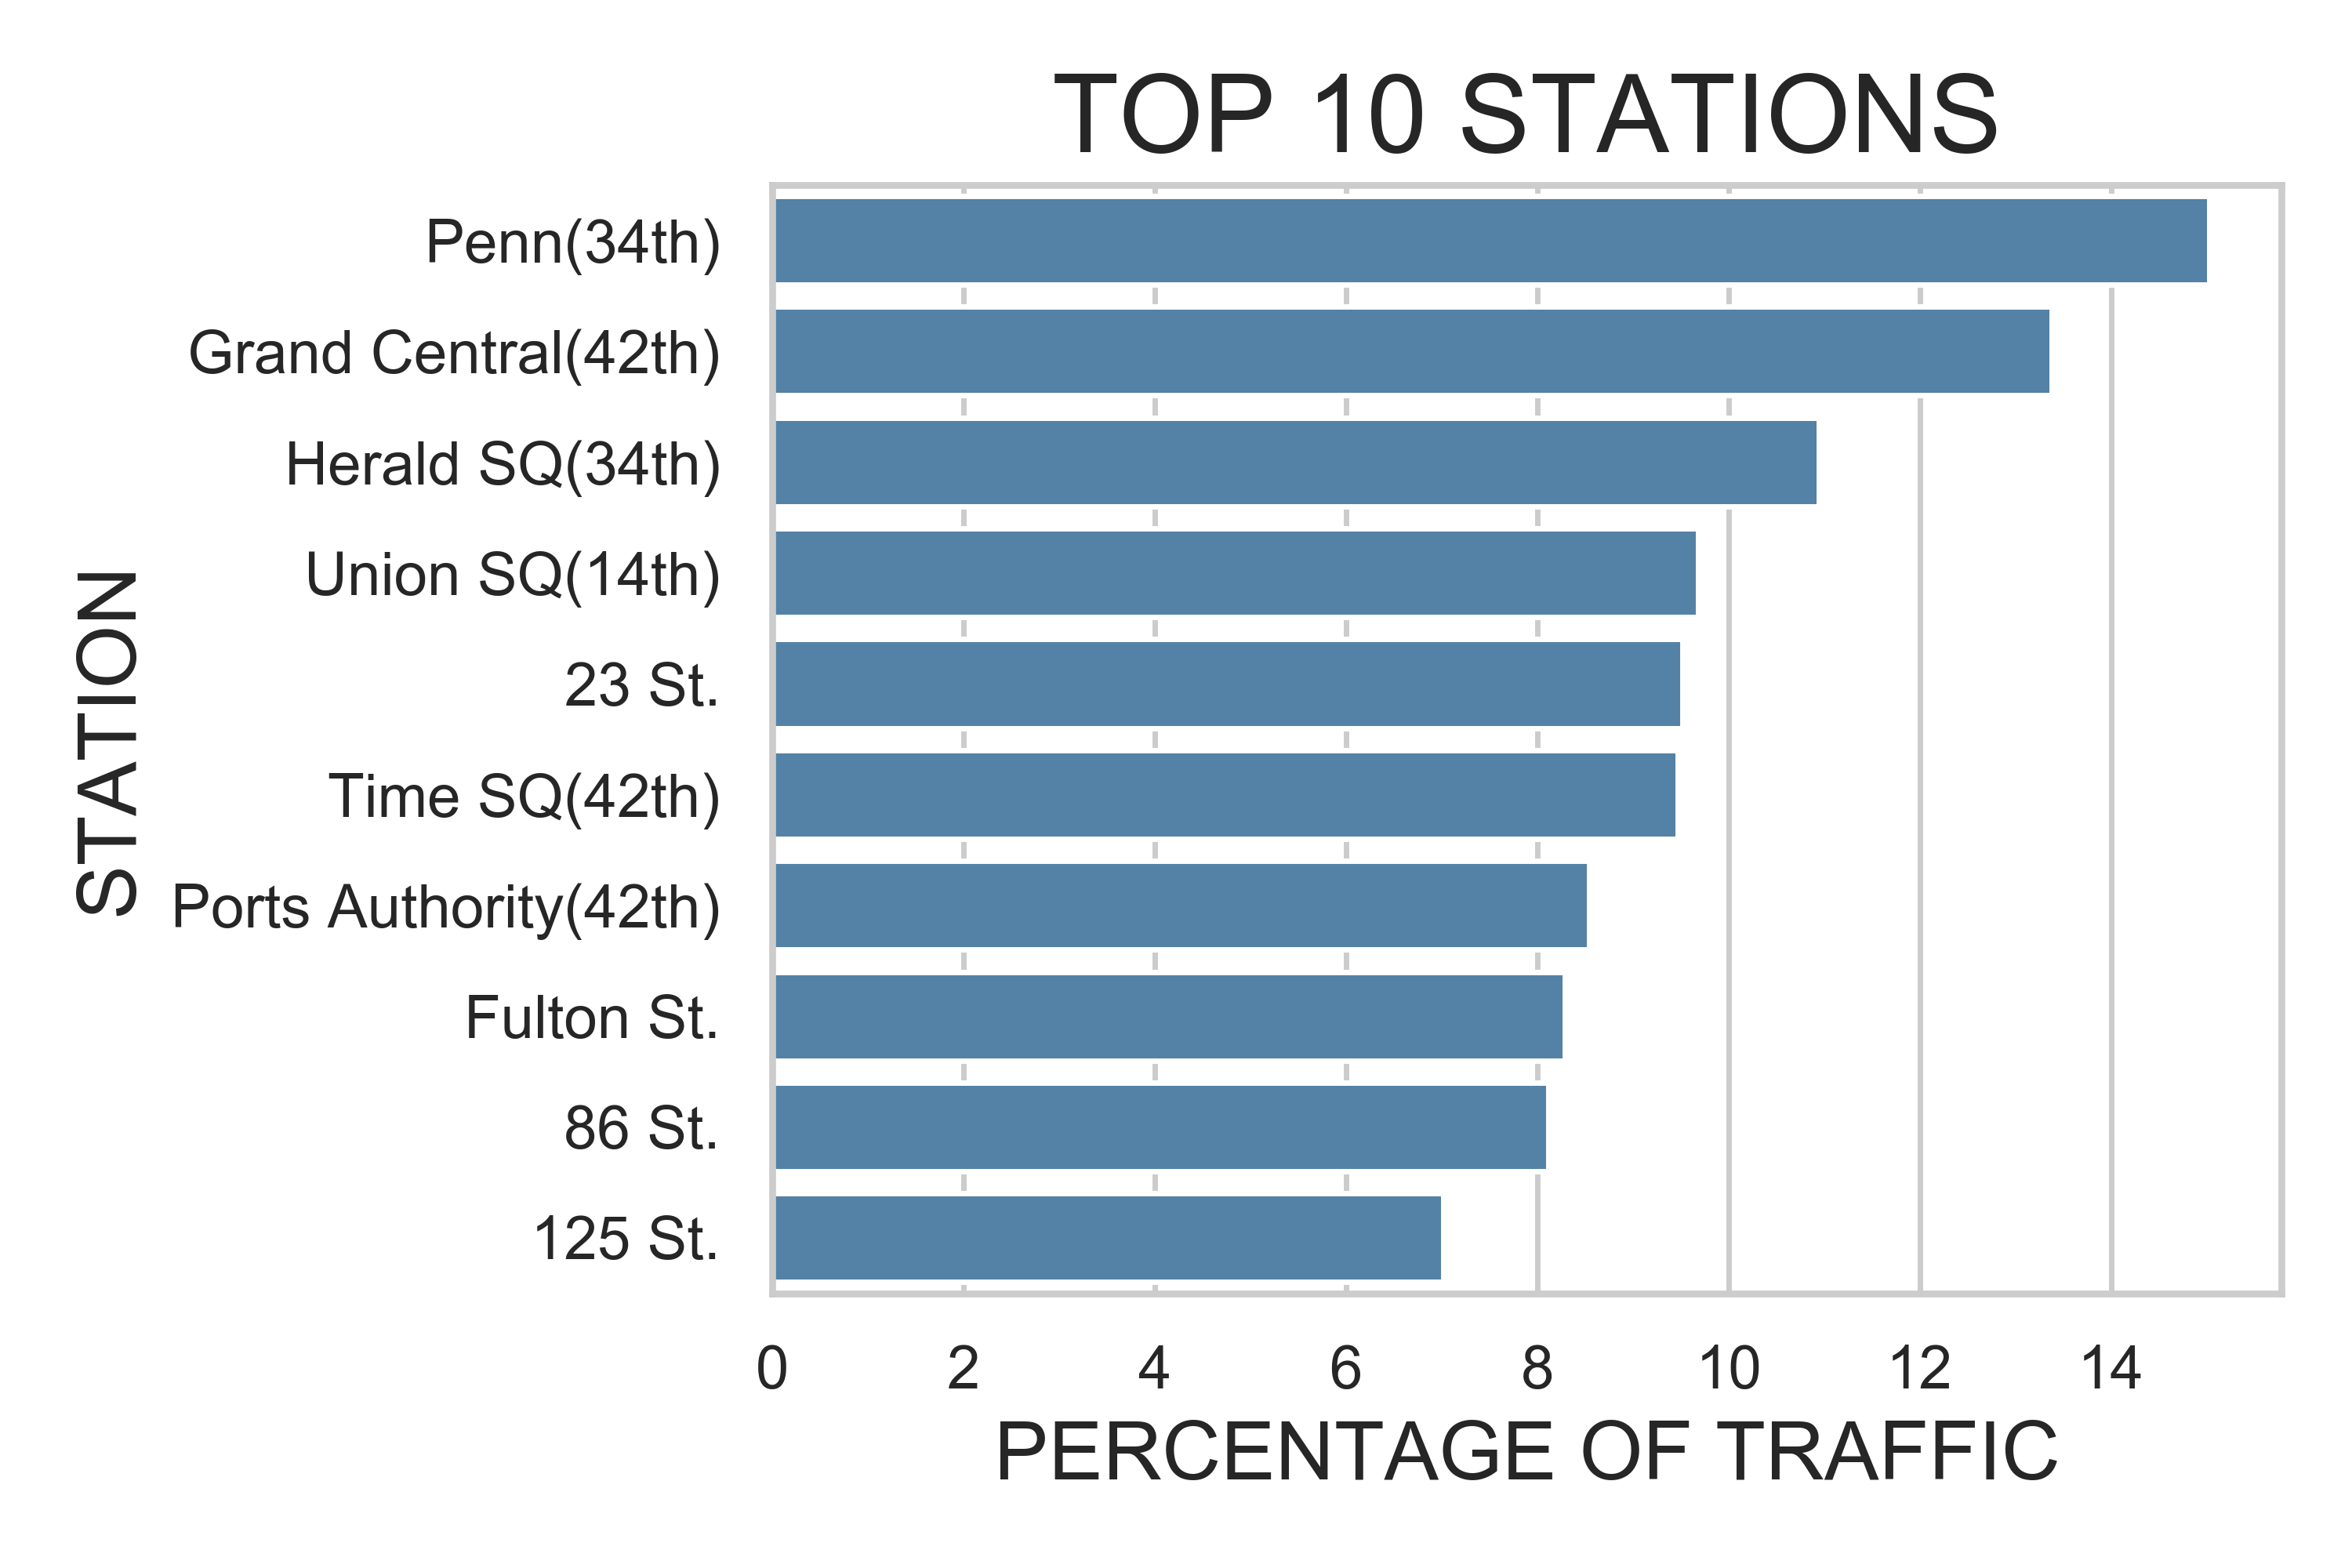 TOP 10 STATIONS
STATION
Penn(34th)
Grand Central(42th)
Herald SQ(34th)
Union SQ(14th)
23 St.
Time SQ(42th)
Ports Authority(42th)
Fulton St.
86 St.
125 St.
0 2 4 6 8 10 12 14
PERCENTAGE OF TRAFFIC